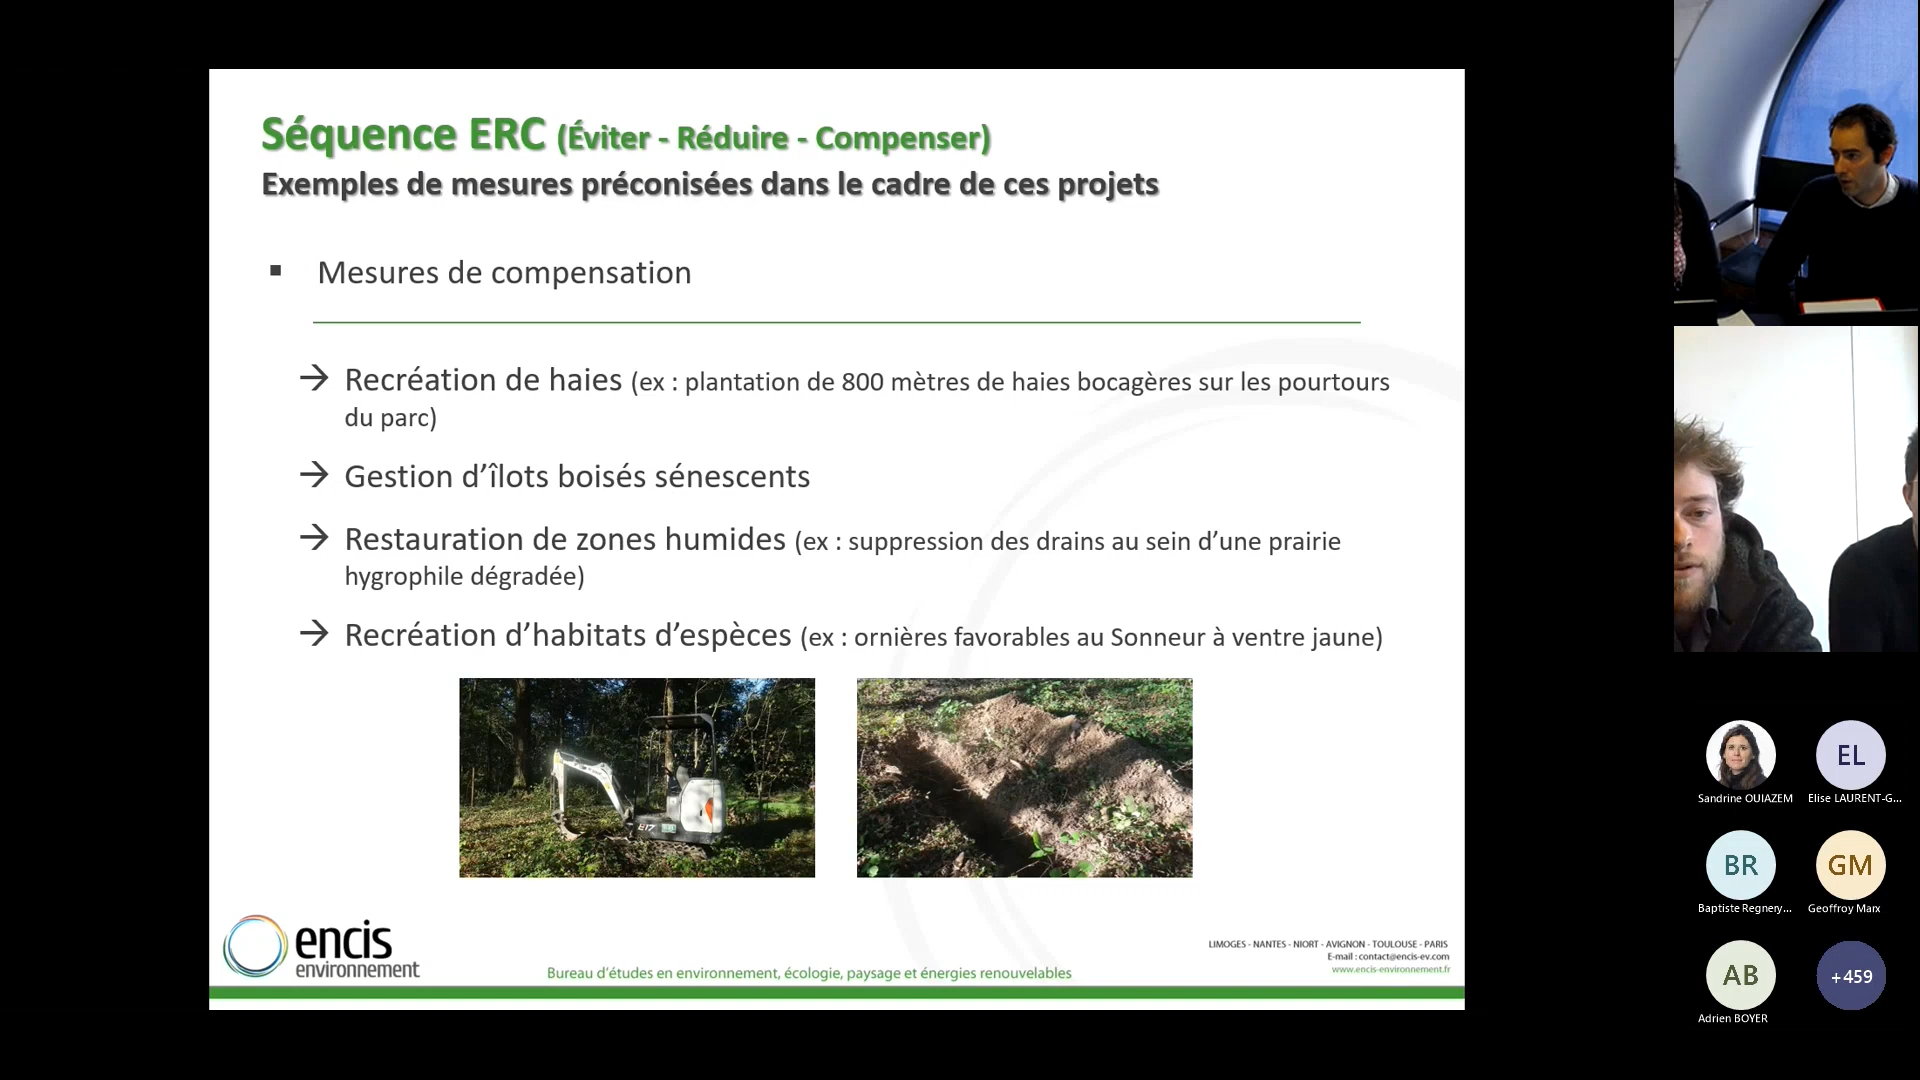 Séquence ERC (Éviter - Réduire - Compenser)
Exemples de mesures préconisées dans le cadre de ces projets
▪ Mesures de compensation
→ Recréation de haies (ex : plantation de 800 mètres de haies bocagères sur les pourtours
du parc)
→ Gestion d’îlots boisés sénescents
→ Restauration de zones humides (ex : suppression des drains au sein d’une prairie
hygrophile dégradée)
→ Recréation d’habitats d’espèces (ex : ornières favorables au Sonneur à ventre jaune)
E17
encis
environnement
Bureau d’études en environnement, écologie, paysage et énergies renouvelables
LIMOGES - NANTES - NIORT - AVIGNON - TOULOUSE - PARIS
E-mail : contact@encis-ev.com
www.encis-environnement.fr
Sandrine OUIAZEM
EL
Elise LAURENT-G...
BR
Baptiste Regnery...
GM
Geoffroy Marx
AB
Adrien BOYER
+459